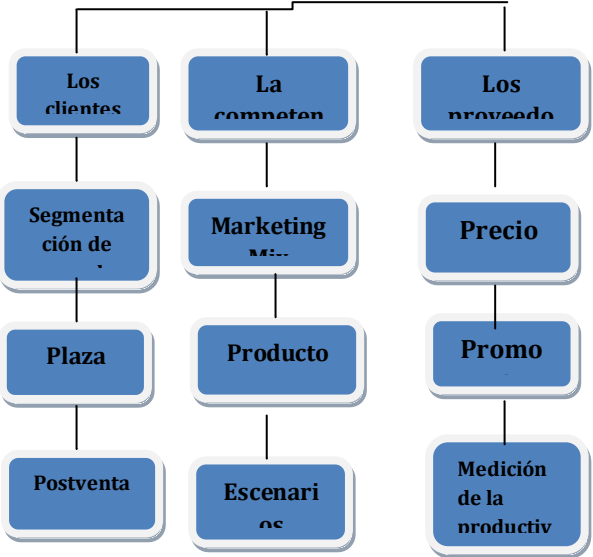 Los
clientes
La
competen
Los
proveedo
Segmenta
ción de
Marketing
Mix
Precio
Plaza
Producto
Promo
Postventa
Escenari
os
Medición
de la
productiv